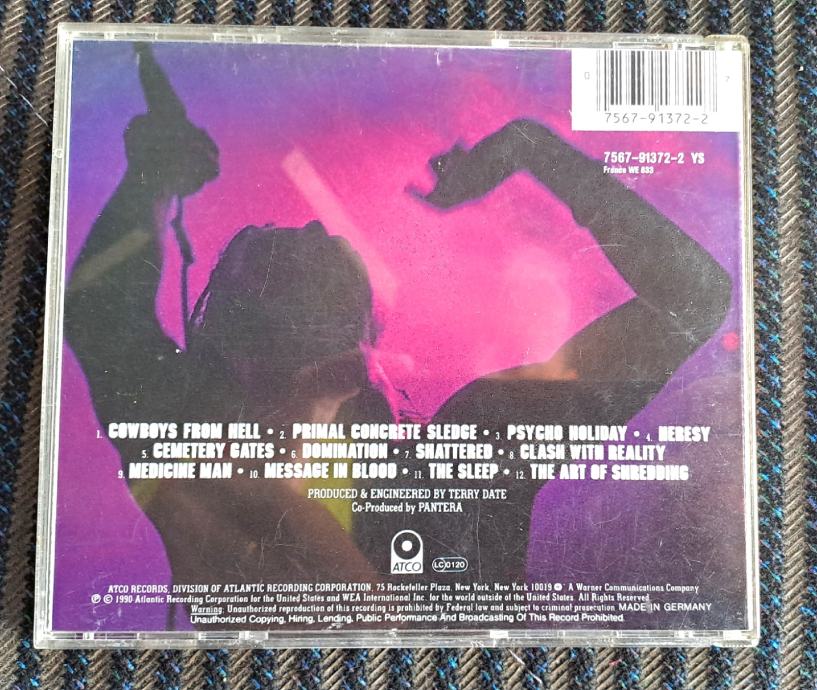 0 7
7567-91372-2
7567-91372-2 YS
France WE 833
1. COWBOYS FROM HELL • 2. PRIMAL CONCRETE SLEDGE • 3. PSYCHO HOLIDAY • 4. HERESY
5. CEMETERY GATES • 6. DOMINATION • 7. SHATTERED • 8. CLASH WITH REALITY
9. MEDICINE MAN • 10. MESSAGE IN BLOOD • 11. THE SLEEP • 12. THE ART OF SHREDDING
PRODUCED & ENGINEERED BY TERRY DATE
Co-Produced by PANTERA
ATCO
LC 0120
ATCO RECORDS, DIVISION OF ATLANTIC RECORDING CORPORATION, 75 Rockefeller Plaza, New York, New York 10019 A Warner Communications Company
℗ © 1990 Atlantic Recording Corporation for the United States and WEA International Inc. for the world outside of the United States. All Rights Reserved.
Warning: Unauthorized reproduction of this recording is prohibited by Federal law and subject to criminal prosecution. MADE IN GERMANY
Unauthorized Copying, Hiring, Lending, Public Performance And Broadcasting Of This Record Prohibited.